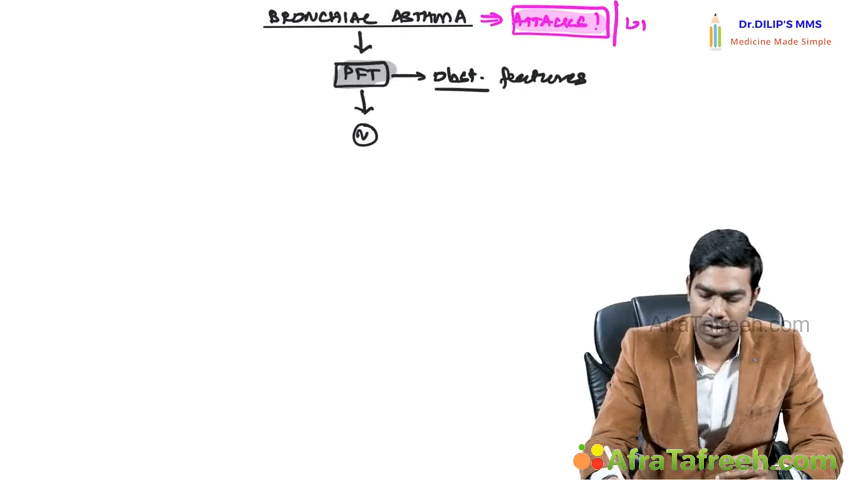 BRONCHIAL ASTHMA ⇒ ATTACKS!
PFT → Obst. features
N
Dr.DILIP'S MMS
Medicine Made Simple
AfraTafreeh.com
AfraTafreeh.com